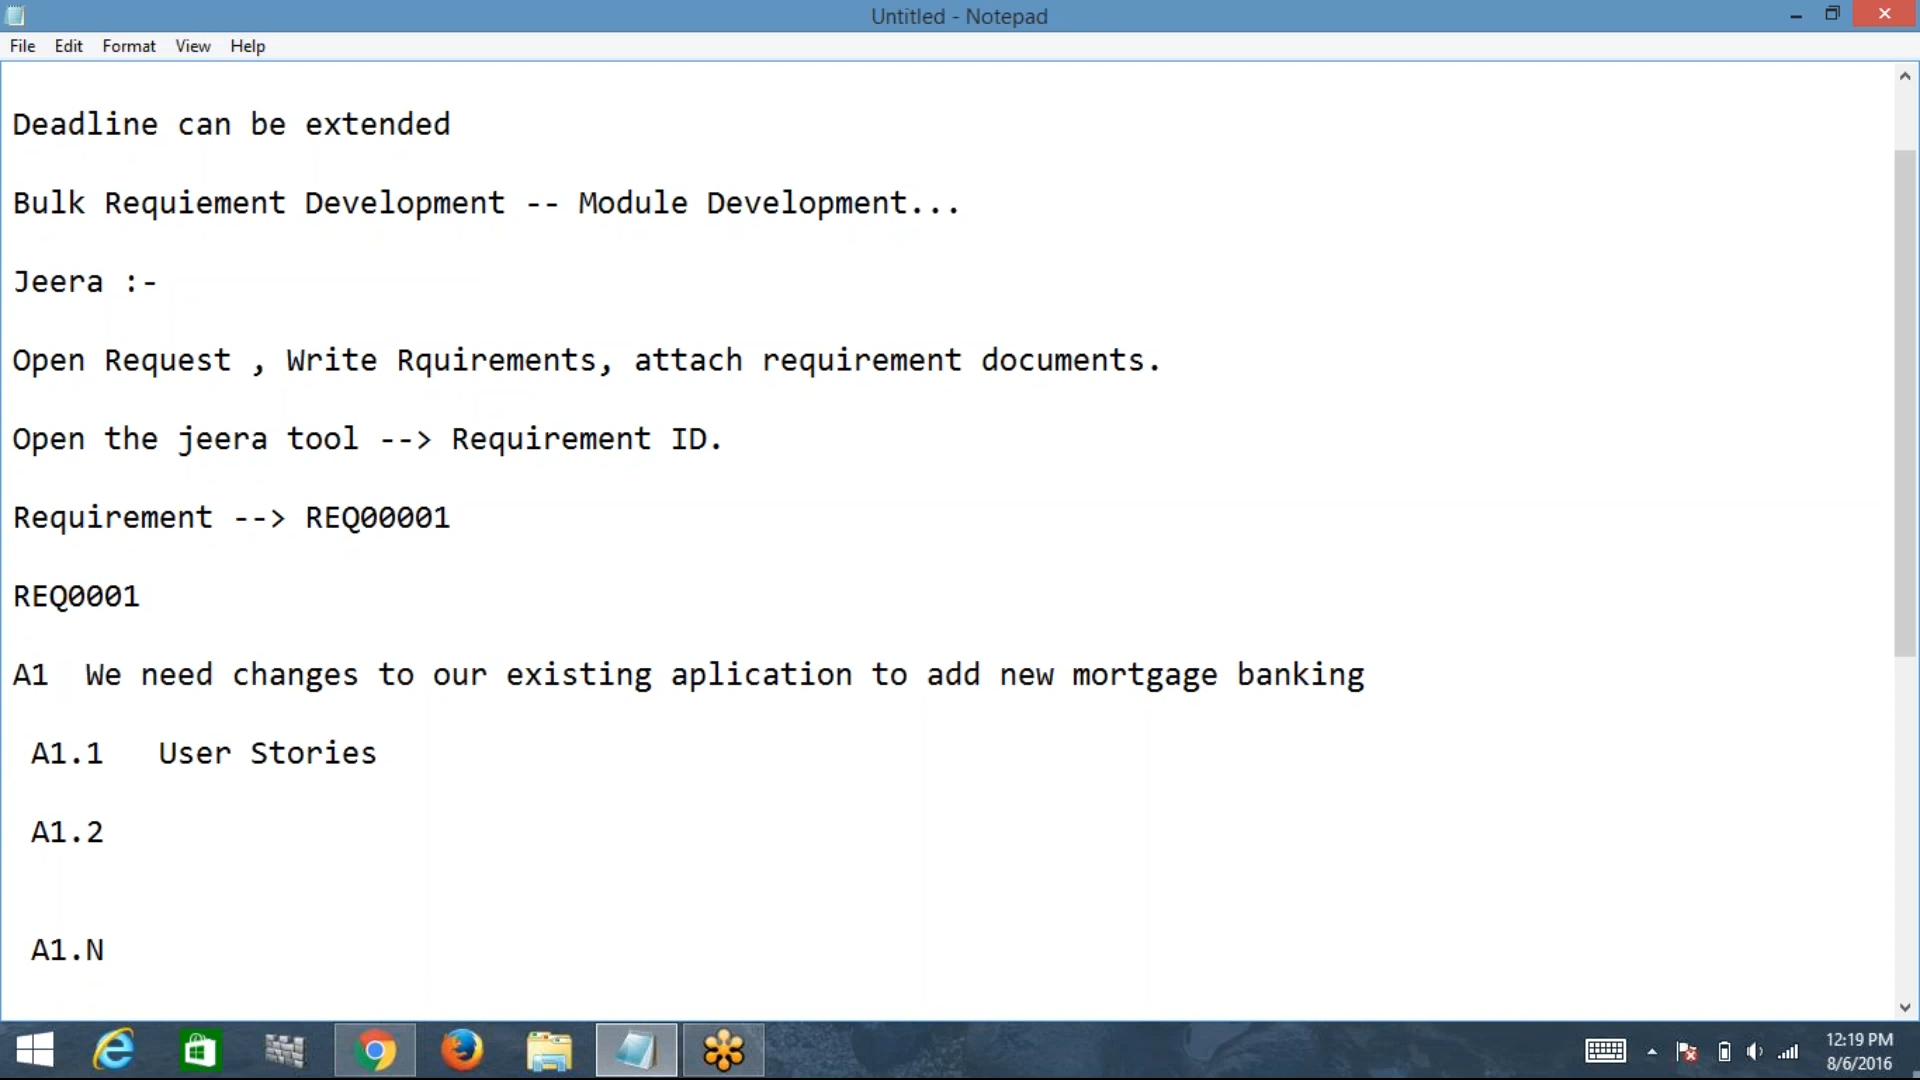 Untitled - Notepad
File Edit Format View Help
Deadline can be extended
Bulk Requiement Development -- Module Development...
Jeera :-
Open Request , Write Rquirements, attach requirement documents.
Open the jeera tool --> Requirement ID.
Requirement --> REQ00001
REQ0001
A1  We need changes to our existing aplication to add new mortgage banking
A1.1   User Stories
A1.2
A1.N
12:19 PM
8/6/2016